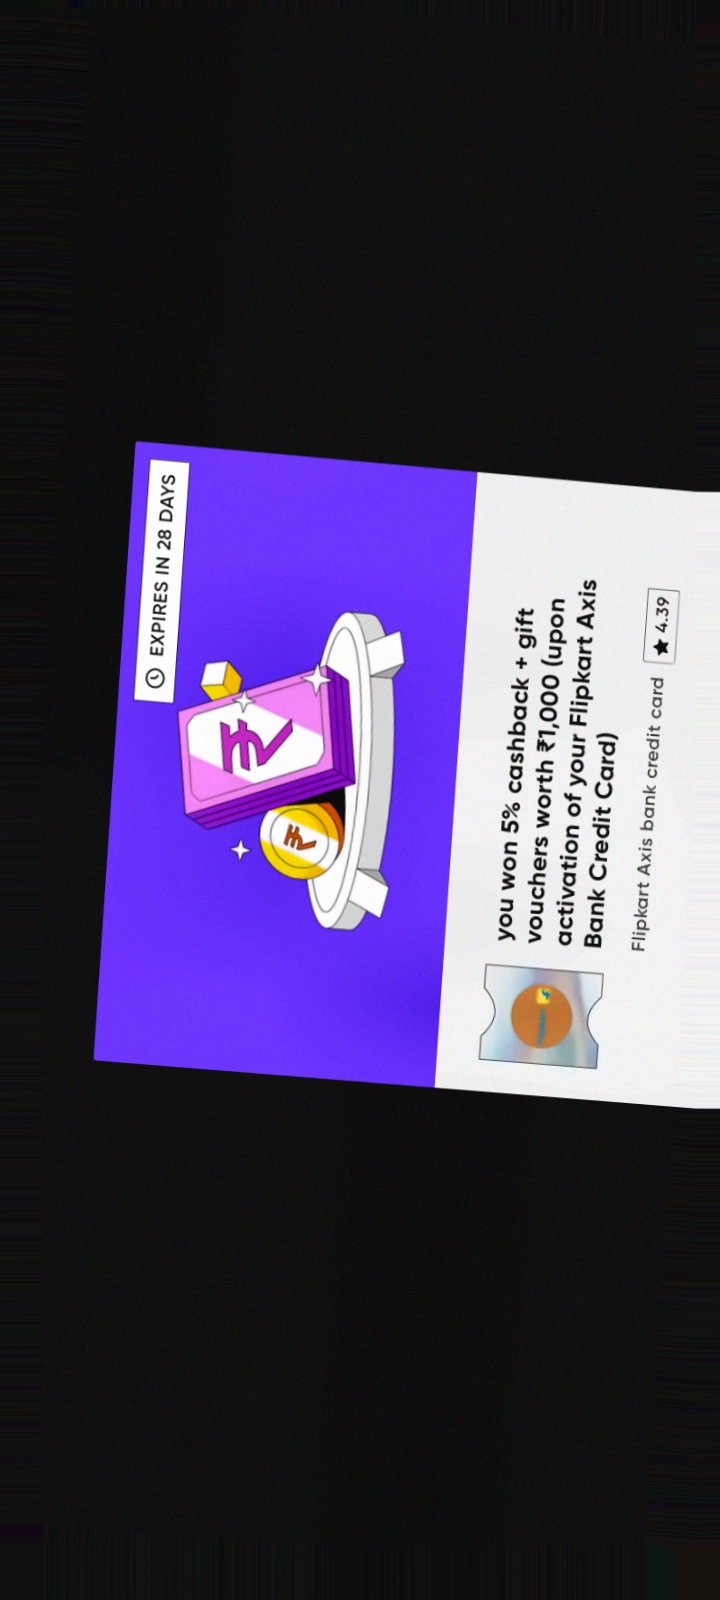 EXPIRES IN 28 DAYS
you won 5% cashback + gift
vouchers worth ₹1,000 (upon
activation of your Flipkart Axis
Bank Credit Card)
Flipkart Axis bank credit card
★ 4.39